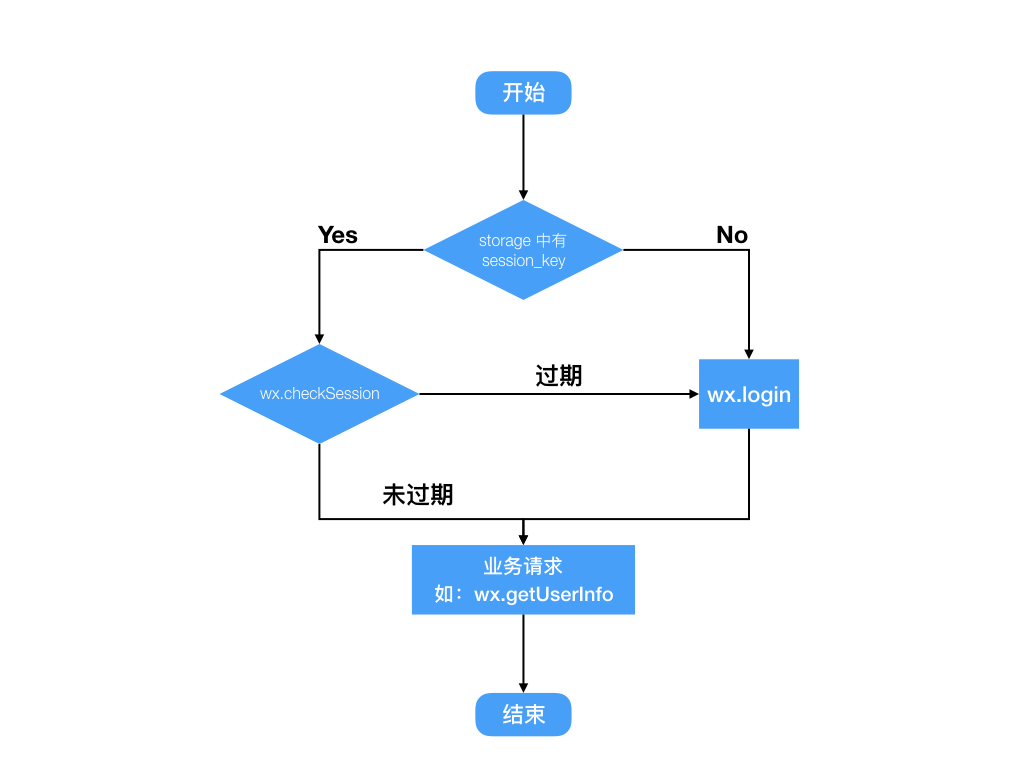 开始
Yes
No
storage 中有
session_key
过期
wx.checkSession
wx.login
未过期
业务请求
如：wx.getUserInfo
结束